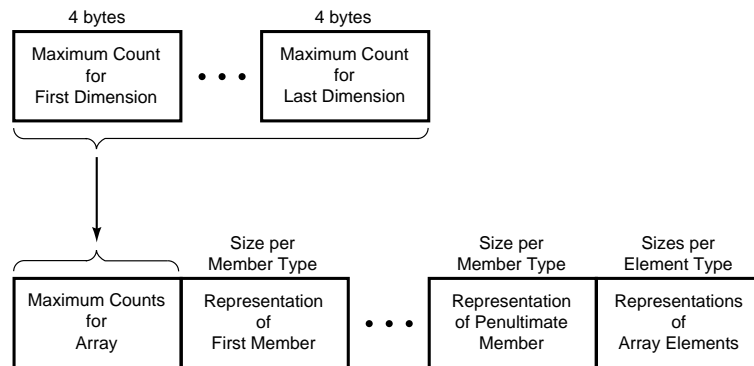 4 bytes
4 bytes
Maximum Count
for
First Dimension
Maximum Count
for
Last Dimension
Size per
Member Type
Size per
Member Type
Sizes per
Element Type
Maximum Counts
for
Array
Representation
of
First Member
Representation
of Penultimate
Member
Representations
of
Array Elements